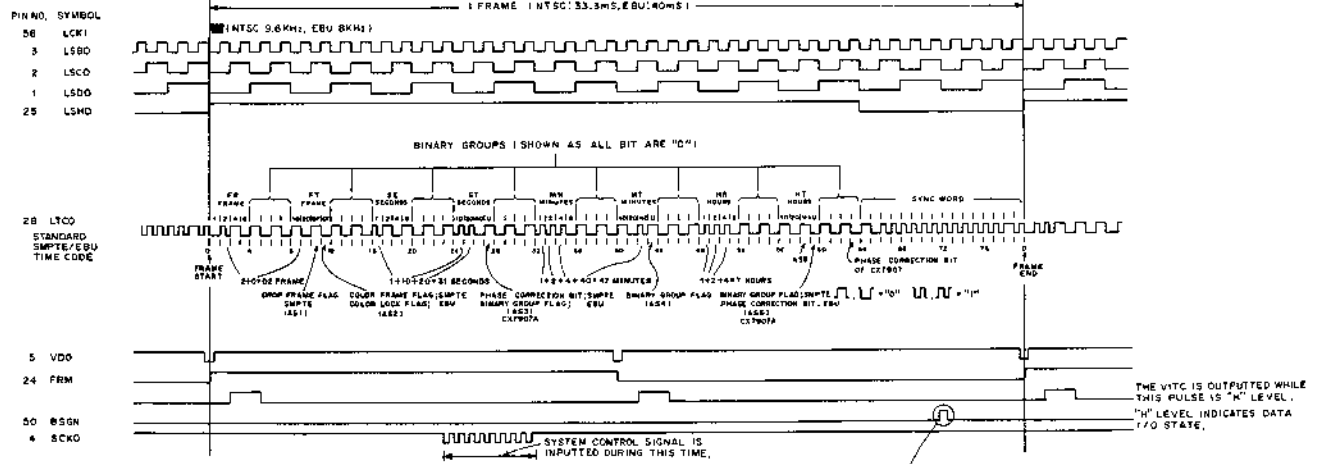 1 FRAME (NTSC:33.3mS, EBU:40mS)
PIN NO. SYMBOL
(NTSC 9.6KHz, EBU 8KHz)
56 LCKI
3 LSBO
2 LSCO
1 LSDO
25 LSHO
BINARY GROUPS (SHOWN AS ALL BIT ARE "0")
FR FRAME
FT FRAME
SE SECONDS
ST SECONDS
MN MINUTES
MT MINUTES
HR HOURS
HT HOURS
SYNC WORD
28 LTCO
STANDARD
SMPTE/EBU
TIME CODE
FRAME START
FRAME END
2+0=02 FRAME
1+10+20=31 SECONDS
1+2+4+40=47 MINUTES
1+2+4=7 HOURS
PHASE CORRECTION BIT
OF CX7907
DROP FRAME FLAG
SMPTE
(AS1)
COLOR FRAME FLAG;SMPTE
COLOR LOCK FLAG; EBU
(AS2)
PHASE CORRECTION BIT;SMPTE
BINARY GROUP FLAG; EBU
(AS3)
CX7907A
BINARY GROUP FLAG
(AS4)
BINARY GROUP FLAG;SMPTE
PHASE CORRECTION BIT.EBU
CX7907A
= "0"
= "1"
5 VDO
24 FRM
THE VITC IS OUTPUTTED WHILE
THIS PULSE IS "H" LEVEL.
50 BSGN
"H" LEVEL INDICATES DATA
I/O STATE.
4 SCKO
SYSTEM CONTROL SIGNAL IS
INPUTTED DURING THIS TIME.